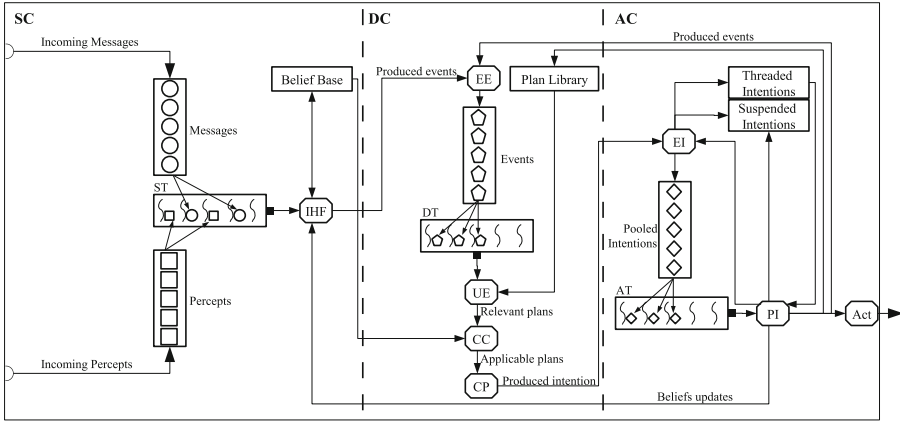 SC
DC
AC
Incoming Messages
Produced events
Belief Base
Produced events
EE
Plan Library
Threaded
Intentions
Suspended
Intentions
Messages
Events
EI
ST
IHF
DT
Pooled
Intentions
Percepts
UE
AT
Relevant plans
PI
Act
CC
Incoming Percepts
Applicable plans
CP
Produced intention
Beliefs updates